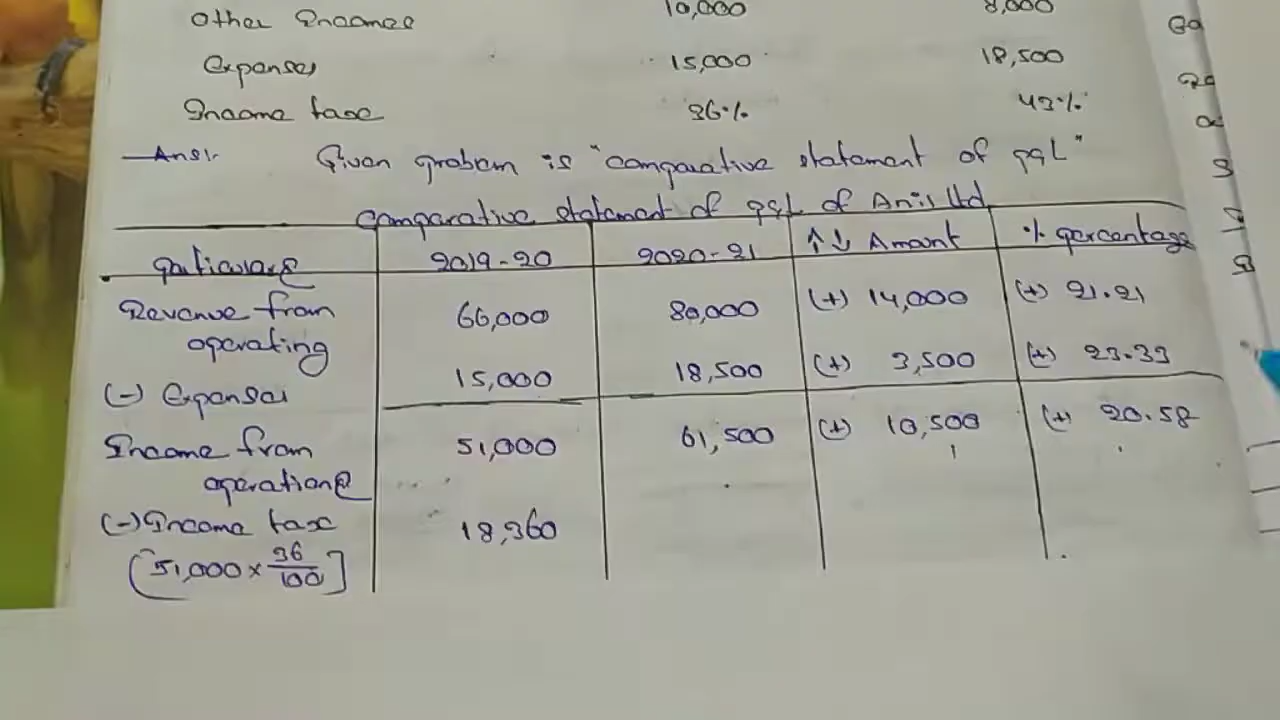 Other Incomes 10,000 8,000
Expenses 15,000 18,500
Income tax 36% 43%
Ans:- Given problem is "comparative statement of P&L"
Comparative statement of P&L of Anil Ltd
Particulars 2019-20 2020-21 ↑↓ Amount % percentage
Revenue from operating 66,000 80,000 (+) 14,000 (+) 21.21
(-) Expenses 15,000 18,500 (+) 3,500 (+) 23.33
Income from operations 51,000 61,500 (+) 10,500 (+) 20.58
(-) Income tax 18,360
[51,000 × 36/100]